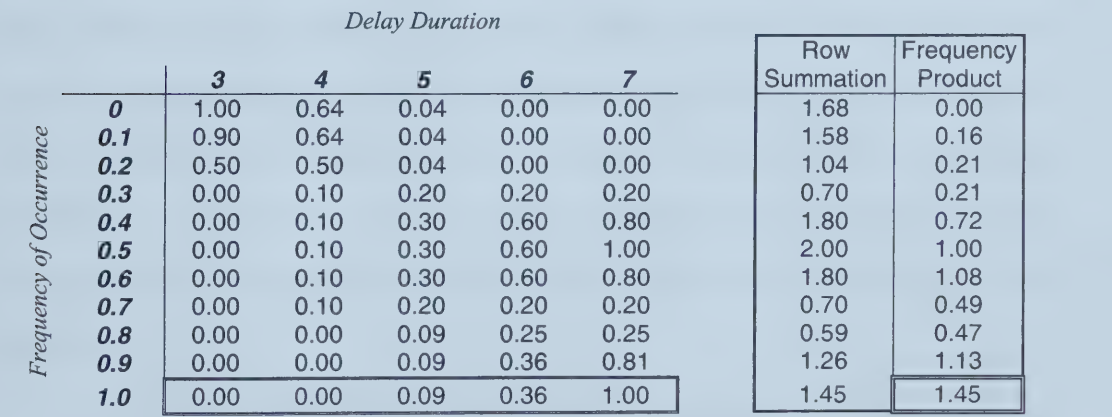 Delay Duration
Row Frequency
3 4 5 6 7 Summation Product
0 1.00 0.64 0.04 0.00 0.00 1.68 0.00
0.1 0.90 0.64 0.04 0.00 0.00 1.58 0.16
0.2 0.50 0.50 0.04 0.00 0.00 1.04 0.21
0.3 0.00 0.10 0.20 0.20 0.20 0.70 0.21
0.4 0.00 0.10 0.30 0.60 0.80 1.80 0.72
0.5 0.00 0.10 0.30 0.60 1.00 2.00 1.00
0.6 0.00 0.10 0.30 0.60 0.80 1.80 1.08
0.7 0.00 0.10 0.20 0.20 0.20 0.70 0.49
0.8 0.00 0.00 0.09 0.25 0.25 0.59 0.47
0.9 0.00 0.00 0.09 0.36 0.81 1.26 1.13
1.0 0.00 0.00 0.09 0.36 1.00 1.45 1.45
Frequency of Occurrence